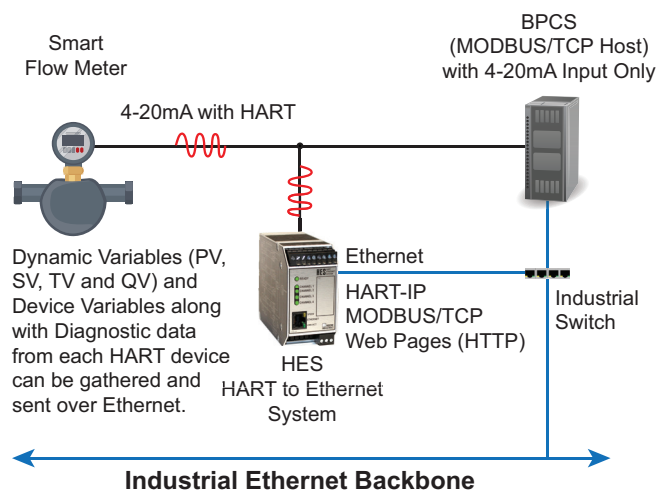 BPCS
(MODBUS/TCP Host)
with 4-20mA Input Only
Smart
Flow Meter
4-20mA with HART
Dynamic Variables (PV,
SV, TV and QV) and
Device Variables along
with Diagnostic data
from each HART device
can be gathered and
sent over Ethernet.
Ethernet
HART-IP
MODBUS/TCP
Web Pages (HTTP)
Industrial
Switch
HES
HART to Ethernet
System
Industrial Ethernet Backbone